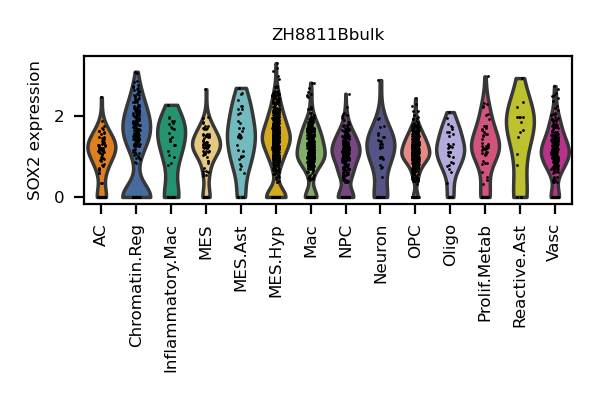 ZH8811Bbulk
SOX2 expression
2
0
AC
Chromatin.Reg
Inflammatory.Mac
MES
MES.Ast
MES.Hyp
Mac
NPC
Neuron
OPC
Oligo
Prolif.Metab
Reactive.Ast
Vasc